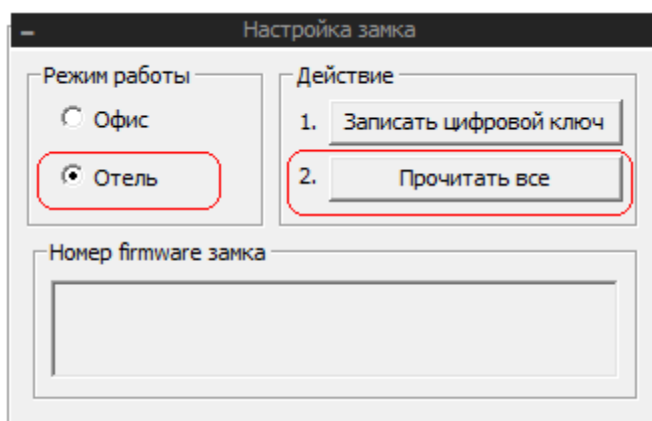 Настройка замка
Режим работы
Офис
Отель
Действие
1. Записать цифровой ключ
2. Прочитать все
Номер firmware замка